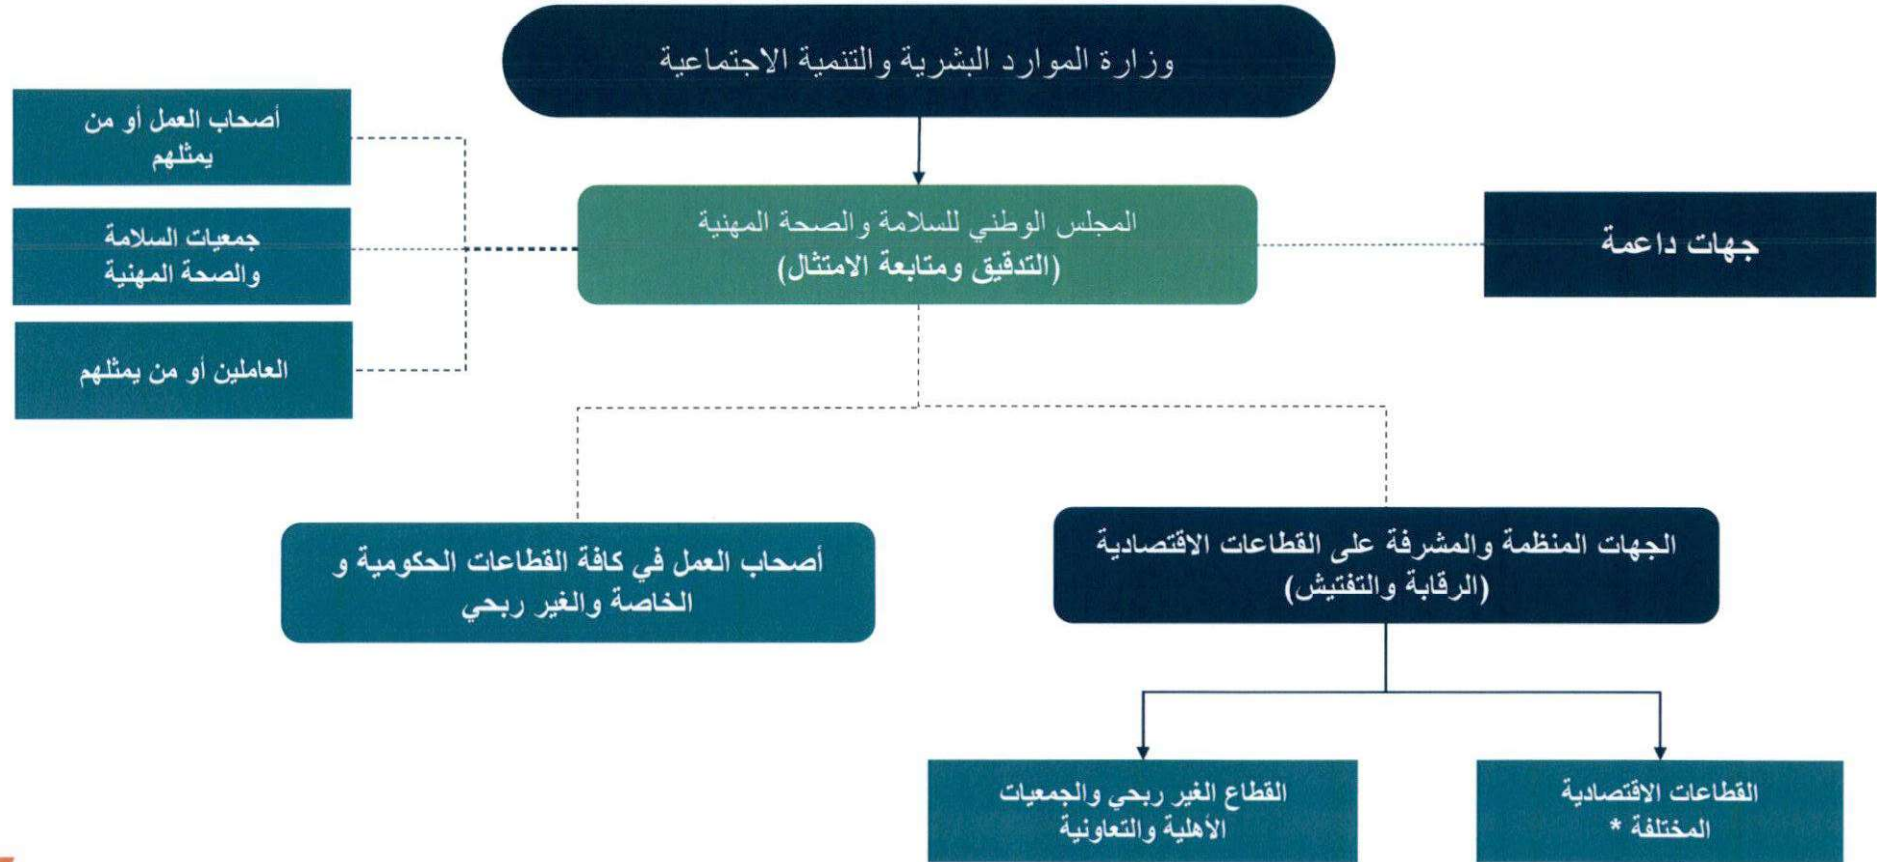 وزارة الموارد البشرية والتنمية الاجتماعية
أصحاب العمل أو من
يمثلهم
المجلس الوطني للسلامة والصحة المهنية
(التدقيق ومتابعة الامتثال)
جهات داعمة
جمعيات السلامة
والصحة المهنية
العاملين أو من يمثلهم
الجهات المنظمة والمشرفة على القطاعات الاقتصادية
(الرقابة والتفتيش)
أصحاب العمل في كافة القطاعات الحكومية و
الخاصة والغير ربحي
القطاعات الاقتصادية
المختلفة *
القطاع الغير ربحي والجمعيات
الأهلية والتعاونية